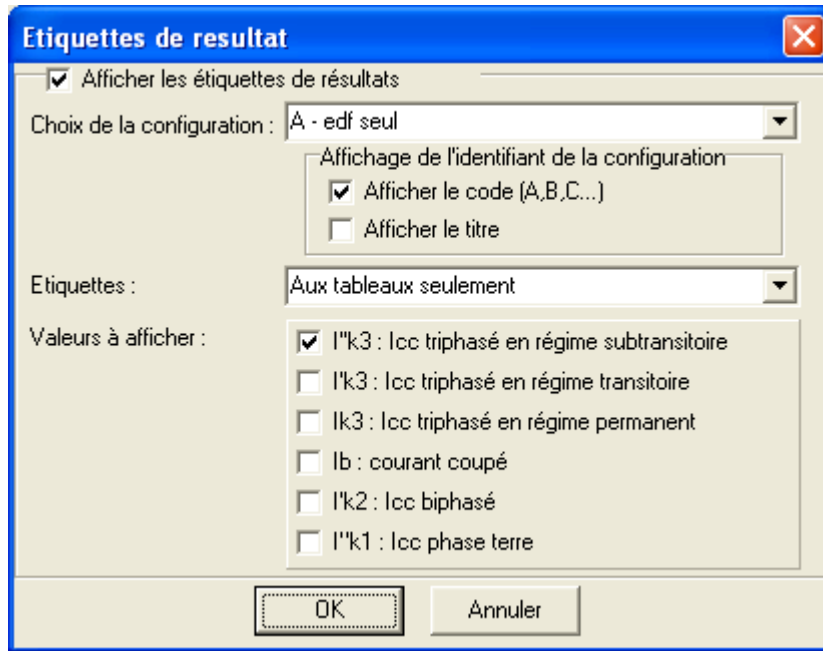 Etiquettes de resultat
Afficher les étiquettes de résultats
Choix de la configuration : A - edf seul
Affichage de l'identifiant de la configuration
Afficher le code (A,B,C...)
Afficher le titre
Etiquettes : Aux tableaux seulement
Valeurs à afficher : I"k3 : Icc triphasé en régime subtransitoire
I'k3 : Icc triphasé en régime transitoire
Ik3 : Icc triphasé en régime permanent
Ib : courant coupé
I'k2 : Icc biphasé
I"k1 : Icc phase terre
OK Annuler